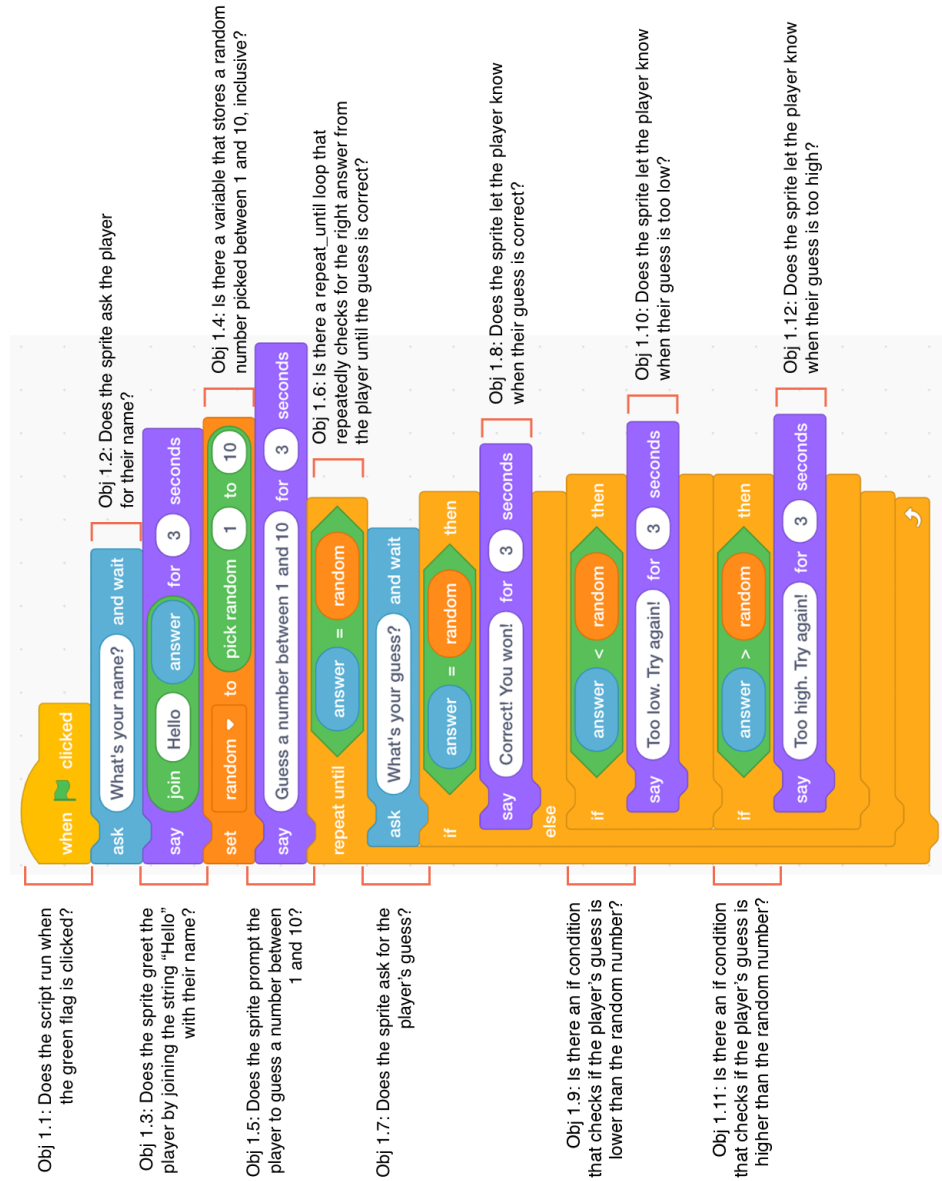 Obj 1.1: Does the script run when
the green flag is clicked?
when clicked
Obj 1.2: Does the sprite ask the player
for their name?
ask What's your name? and wait
Obj 1.3: Does the sprite greet the
player by joining the string “Hello”
with their name?
say join Hello answer for 3 seconds
Obj 1.4: Is there a variable that stores a random
number picked between 1 and 10, inclusive?
set random to pick random 1 to 10
Obj 1.5: Does the sprite prompt the
player to guess a number between
1 and 10?
say Guess a number between 1 and 10 for 3 seconds
Obj 1.6: Is there a repeat_until loop that
repeatedly checks for the right answer from
the player until the guess is correct?
repeat until answer = random
Obj 1.7: Does the sprite ask for the
player's guess?
ask What's your guess? and wait
if answer = random then
Obj 1.8: Does the sprite let the player know
when their guess is correct?
say Correct! You won! for 3 seconds
else
Obj 1.9: Is there an if condition
that checks if the player's guess is
lower than the random number?
if answer < random then
Obj 1.10: Does the sprite let the player know
when their guess is too low?
say Too low. Try again! for 3 seconds
Obj 1.11: Is there an if condition
that checks if the player's guess is
higher than the random number?
if answer > random then
Obj 1.12: Does the sprite let the player know
when their guess is too high?
say Too high. Try again! for 3 seconds